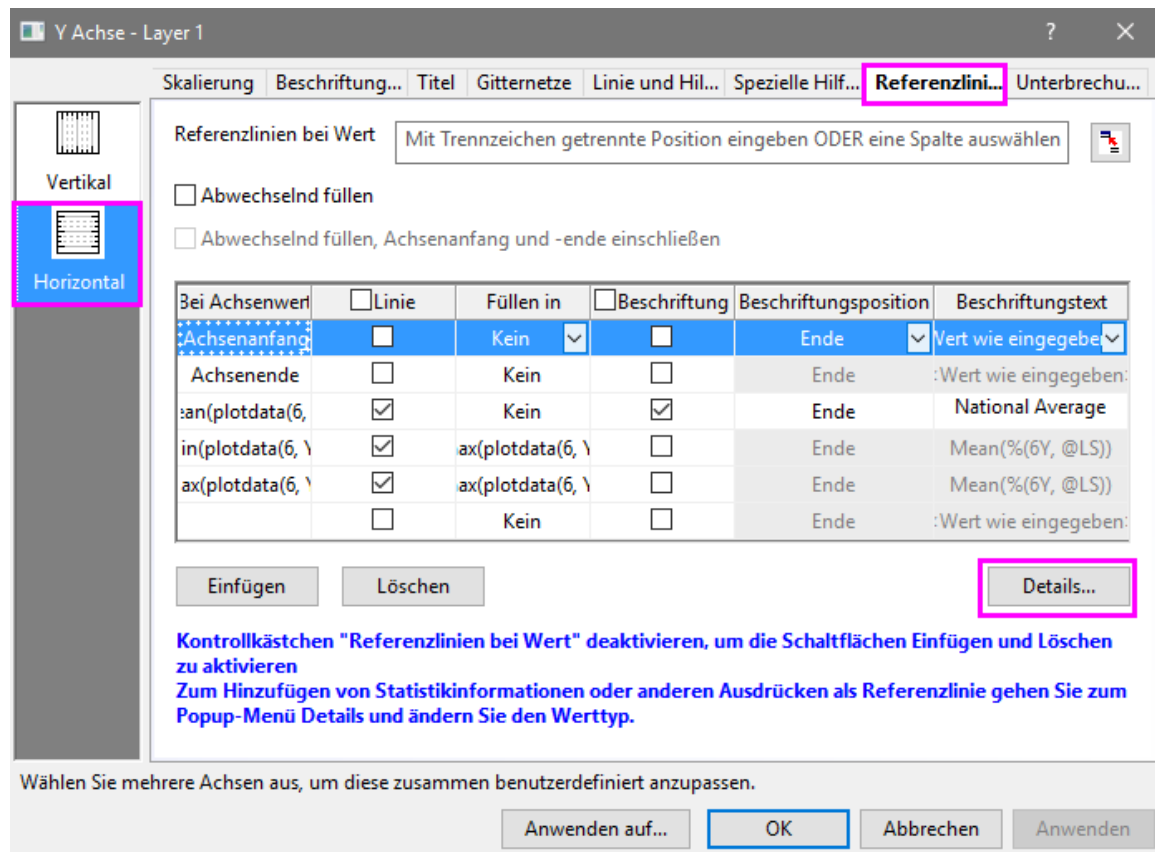 Y Achse - Layer 1 ?
Skalierung Beschriftung... Titel Gitternetze Linie und Hil... Spezielle Hilf... Referenzlini... Unterbrechu...
Vertikal
Horizontal
Referenzlinien bei Wert Mit Trennzeichen getrennte Position eingeben ODER eine Spalte auswählen
Abwechselnd füllen
Abwechselnd füllen, Achsenanfang und -ende einschließen
Bei Achsenwert Linie Füllen in Beschriftung Beschriftungsposition Beschriftungstext
Achsenanfang Kein Ende Wert wie eingegeben
Achsenende Kein Ende :Wert wie eingegeben:
ean(plotdata(6, Kein Ende National Average
in(plotdata(6, Y ax(plotdata(6, Y Ende Mean(%(6Y, @LS))
ax(plotdata(6, Y ax(plotdata(6, Y Ende Mean(%(6Y, @LS))
Kein Ende :Wert wie eingegeben:
Einfügen Löschen Details...
Kontrollkästchen "Referenzlinien bei Wert" deaktivieren, um die Schaltflächen Einfügen und Löschen
zu aktivieren
Zum Hinzufügen von Statistikinformationen oder anderen Ausdrücken als Referenzlinie gehen Sie zum
Popup-Menü Details und ändern Sie den Werttyp.
Wählen Sie mehrere Achsen aus, um diese zusammen benutzerdefiniert anzupassen.
Anwenden auf... OK Abbrechen Anwenden